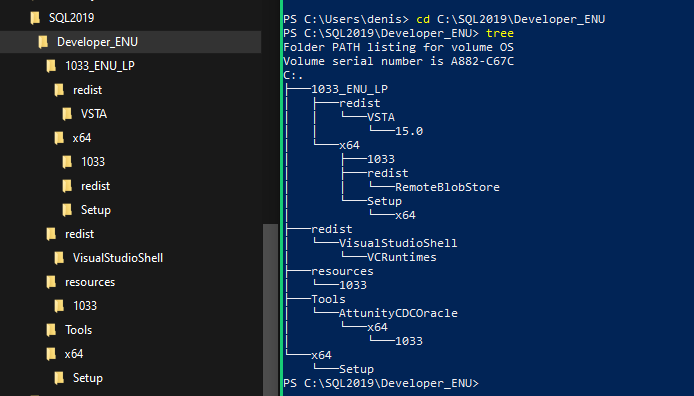 SQL2019
Developer_ENU
1033_ENU_LP
redist
VSTA
x64
1033
redist
Setup
redist
VisualStudioShell
resources
1033
Tools
x64
Setup
PS C:\Users\denis> cd C:\SQL2019\Developer_ENU
PS C:\SQL2019\Developer_ENU> tree
Folder PATH listing for volume OS
Volume serial number is A882-C67C
C:.
├───1033_ENU_LP
│   ├───redist
│   │   └───VSTA
│   │       └───15.0
│   └───x64
│       ├───1033
│       ├───redist
│       │   └───RemoteBlobStore
│       └───Setup
│           └───x64
├───redist
│   └───VisualStudioShell
│       └───VCRuntimes
├───resources
│   └───1033
├───Tools
│   └───AttunityCDCOracle
│       └───x64
│           └───1033
└───x64
    └───Setup
PS C:\SQL2019\Developer_ENU>